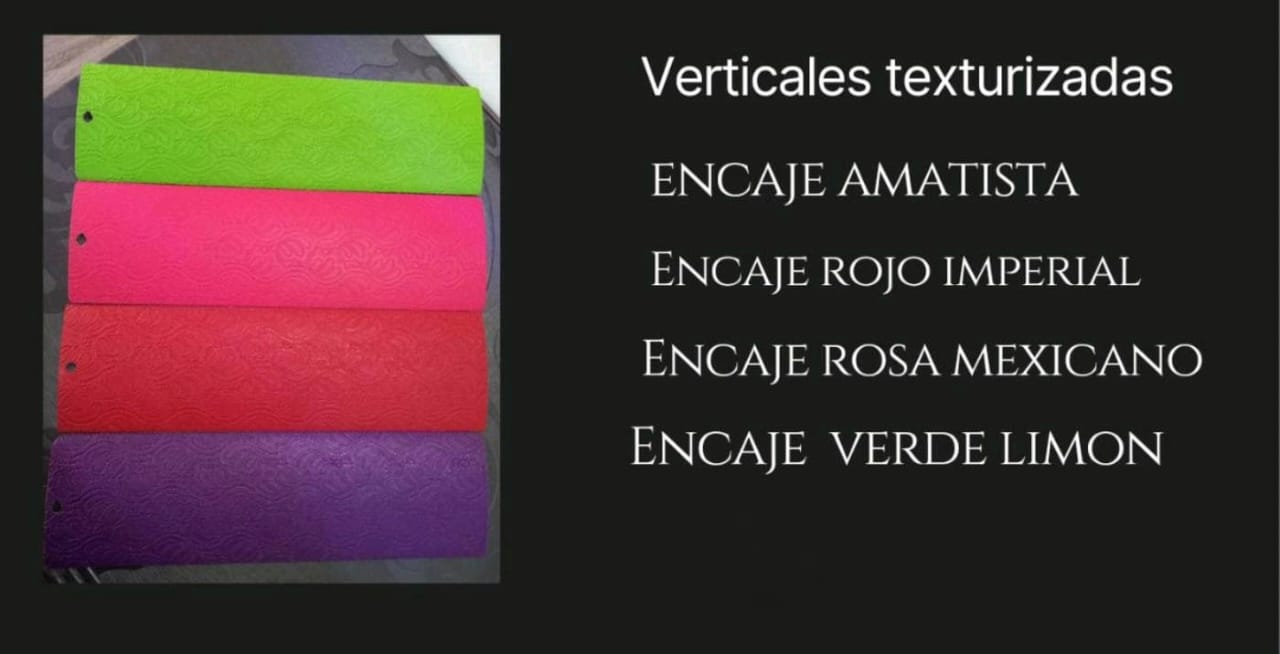 Verticales texturizadas
ENCAJE AMATISTA
ENCAJE ROJO IMPERIAL
ENCAJE ROSA MEXICANO
ENCAJE VERDE LIMON